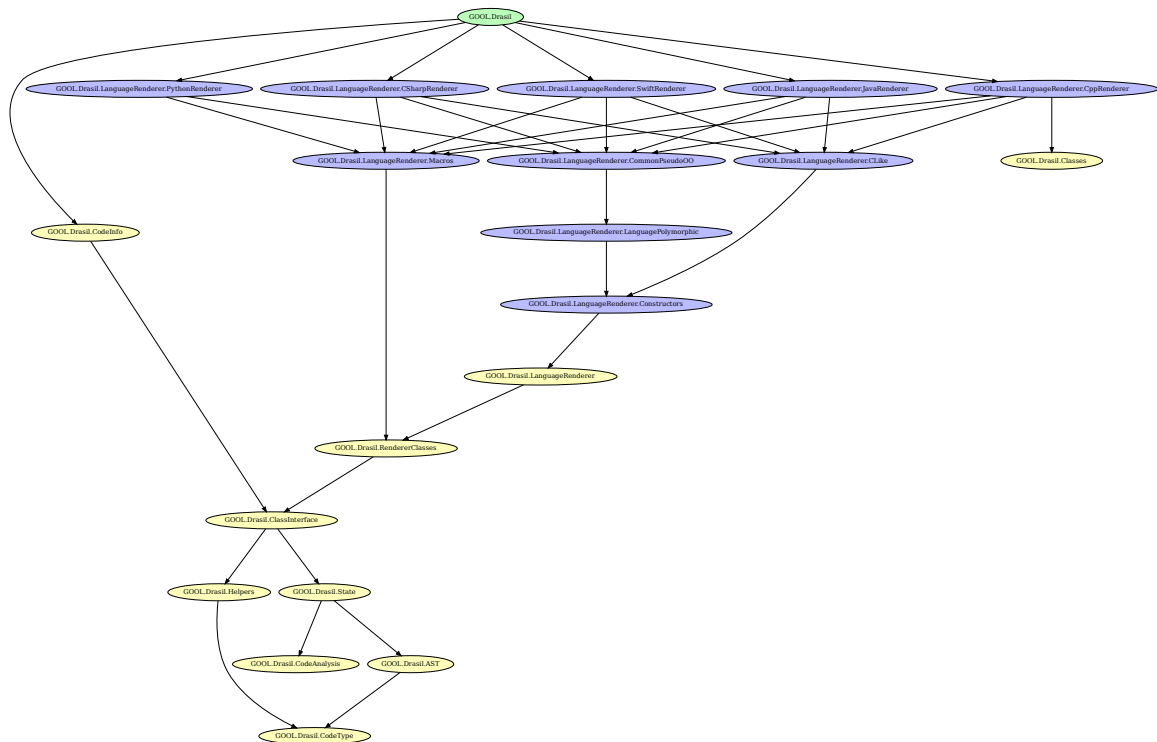 GOOL.Drasil
GOOL.Drasil.LanguageRenderer.PythonRenderer
GOOL.Drasil.LanguageRenderer.CSharpRenderer
GOOL.Drasil.LanguageRenderer.SwiftRenderer
GOOL.Drasil.LanguageRenderer.JavaRenderer
GOOL.Drasil.LanguageRenderer.CppRenderer
GOOL.Drasil.LanguageRenderer.Macros
GOOL.Drasil.LanguageRenderer.CommonPseudoOO
GOOL.Drasil.LanguageRenderer.CLike
GOOL.Drasil.Classes
GOOL.Drasil.CodeInfo
GOOL.Drasil.LanguageRenderer.LanguagePolymorphic
GOOL.Drasil.LanguageRenderer.Constructors
GOOL.Drasil.LanguageRenderer
GOOL.Drasil.RendererClasses
GOOL.Drasil.ClassInterface
GOOL.Drasil.Helpers
GOOL.Drasil.State
GOOL.Drasil.CodeAnalysis
GOOL.Drasil.AST
GOOL.Drasil.CodeType